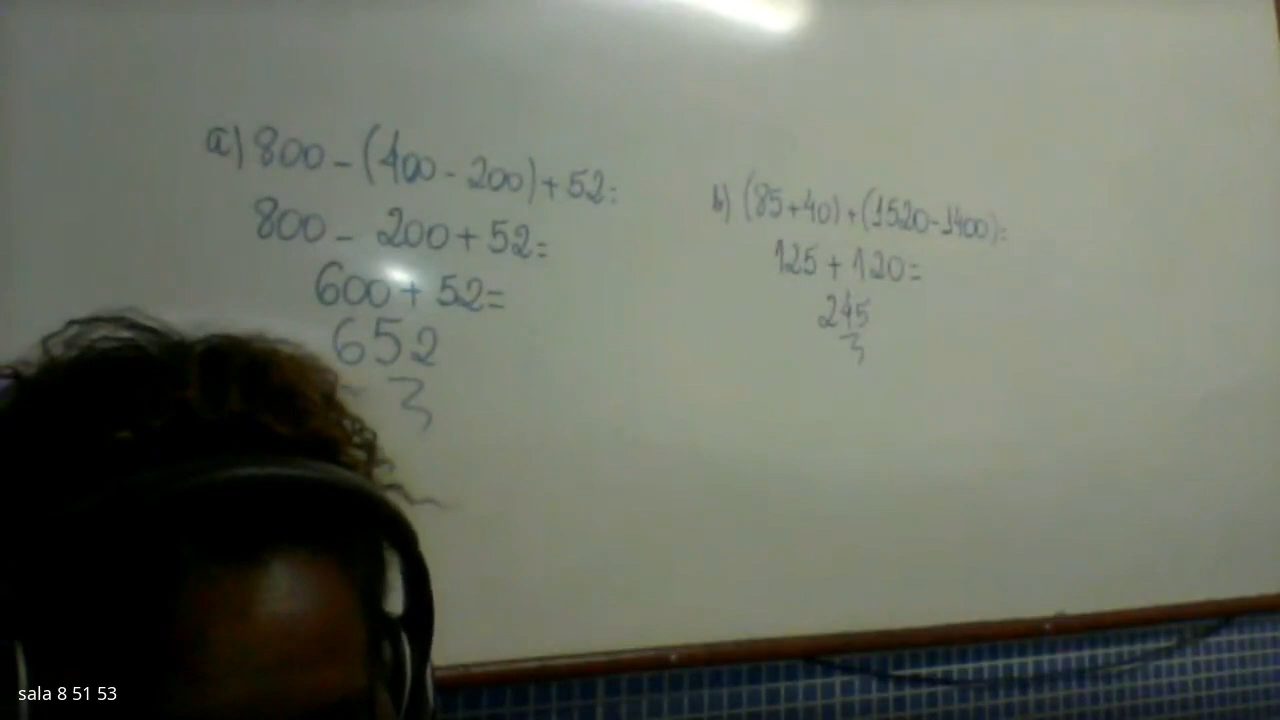 a) 800 - (400 - 200) + 52 =
800 - 200 + 52 =
600 + 52 =
652
b) (85 + 40) + (1520 - 1400) =
125 + 120 =
245
sala 8 51 53